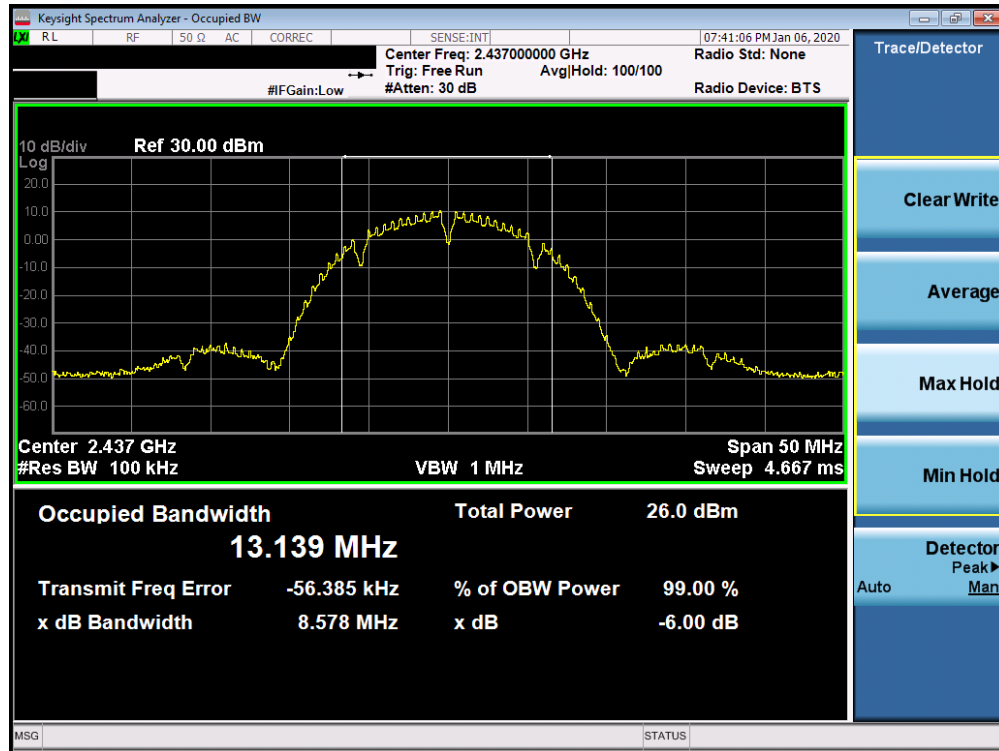 Keysight Spectrum Analyzer - Occupied BW
LXI RL RF 50 Ω AC CORREC SENSE:INT 07:41:06 PM Jan 06, 2020
Center Freq: 2.437000000 GHz Radio Std: None
Trig: Free Run Avg|Hold: 100/100
#IFGain:Low #Atten: 30 dB Radio Device: BTS
10 dB/div Ref 30.00 dBm
Log
20.0
10.0
0.00
-10.0
-20.0
-30.0
-40.0
-50.0
-60.0
Center 2.437 GHz Span 50 MHz
#Res BW 100 kHz VBW 1 MHz Sweep 4.667 ms
Occupied Bandwidth Total Power 26.0 dBm
13.139 MHz
Transmit Freq Error -56.385 kHz % of OBW Power 99.00 %
x dB Bandwidth 8.578 MHz x dB -6.00 dB
MSG STATUS
Trace/Detector
Clear Write
Average
Max Hold
Min Hold
Detector
Peak▶
Auto Man